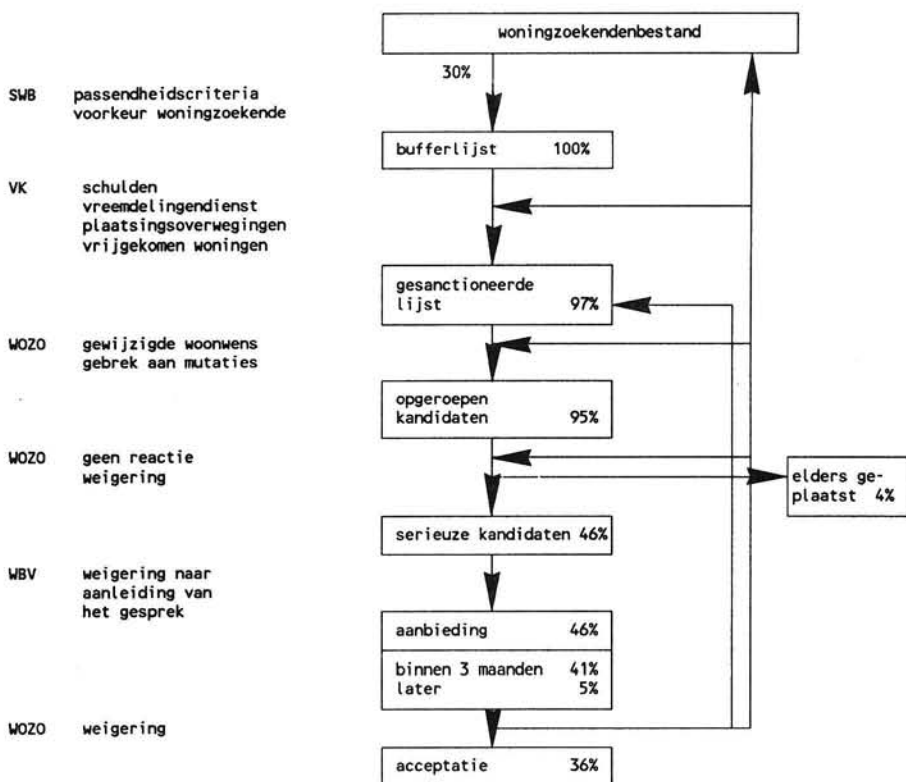 woningzoekendenbestand
30%
SWB passendheidscriteria
voorkeur woningzoekende
bufferlijst 100%
VK schulden
vreemdelingendienst
plaatsingsoverwegingen
vrijgekomen woningen
gesanctioneerde
lijst 97%
WOZO gewijzigde woonwens
gebrek aan mutaties
opgeroepen
kandidaten 95%
WOZO geen reactie
weigering
elders ge-
plaatst 4%
serieuze kandidaten 46%
WBV weigering naar
aanleiding van
het gesprek
aanbieding 46%
binnen 3 maanden 41%
later 5%
WOZO weigering
acceptatie 36%